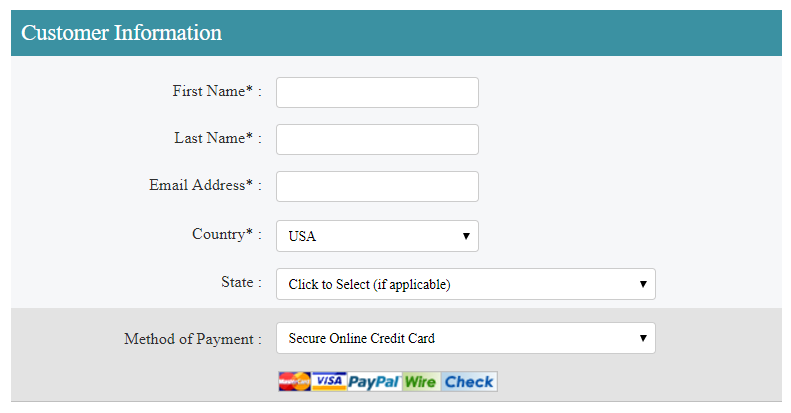 Customer Information
First Name* :
Last Name* :
Email Address* :
Country* : USA
State : Click to Select (if applicable)
Method of Payment : Secure Online Credit Card
MasterCard VISA PayPal Wire Check